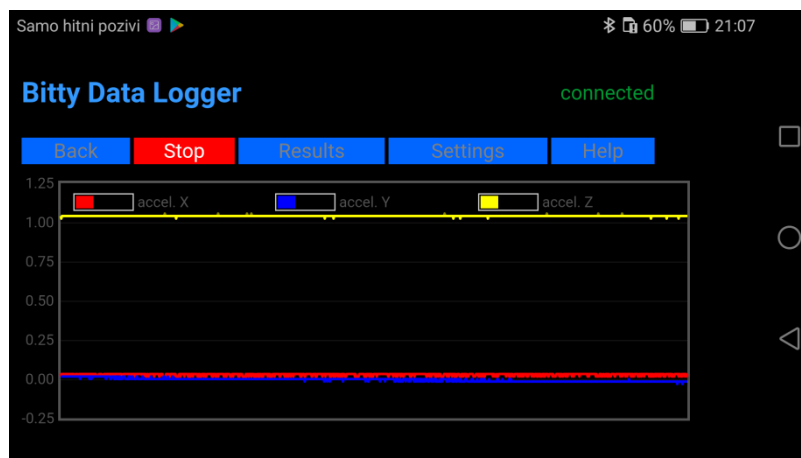 Samo hitni pozivi 60% 21:07
Bitty Data Logger connected
Back Stop Results Settings Help
1.25
accel. X accel. Y accel. Z
1.00
0.75
0.50
0.25
0.00
-0.25